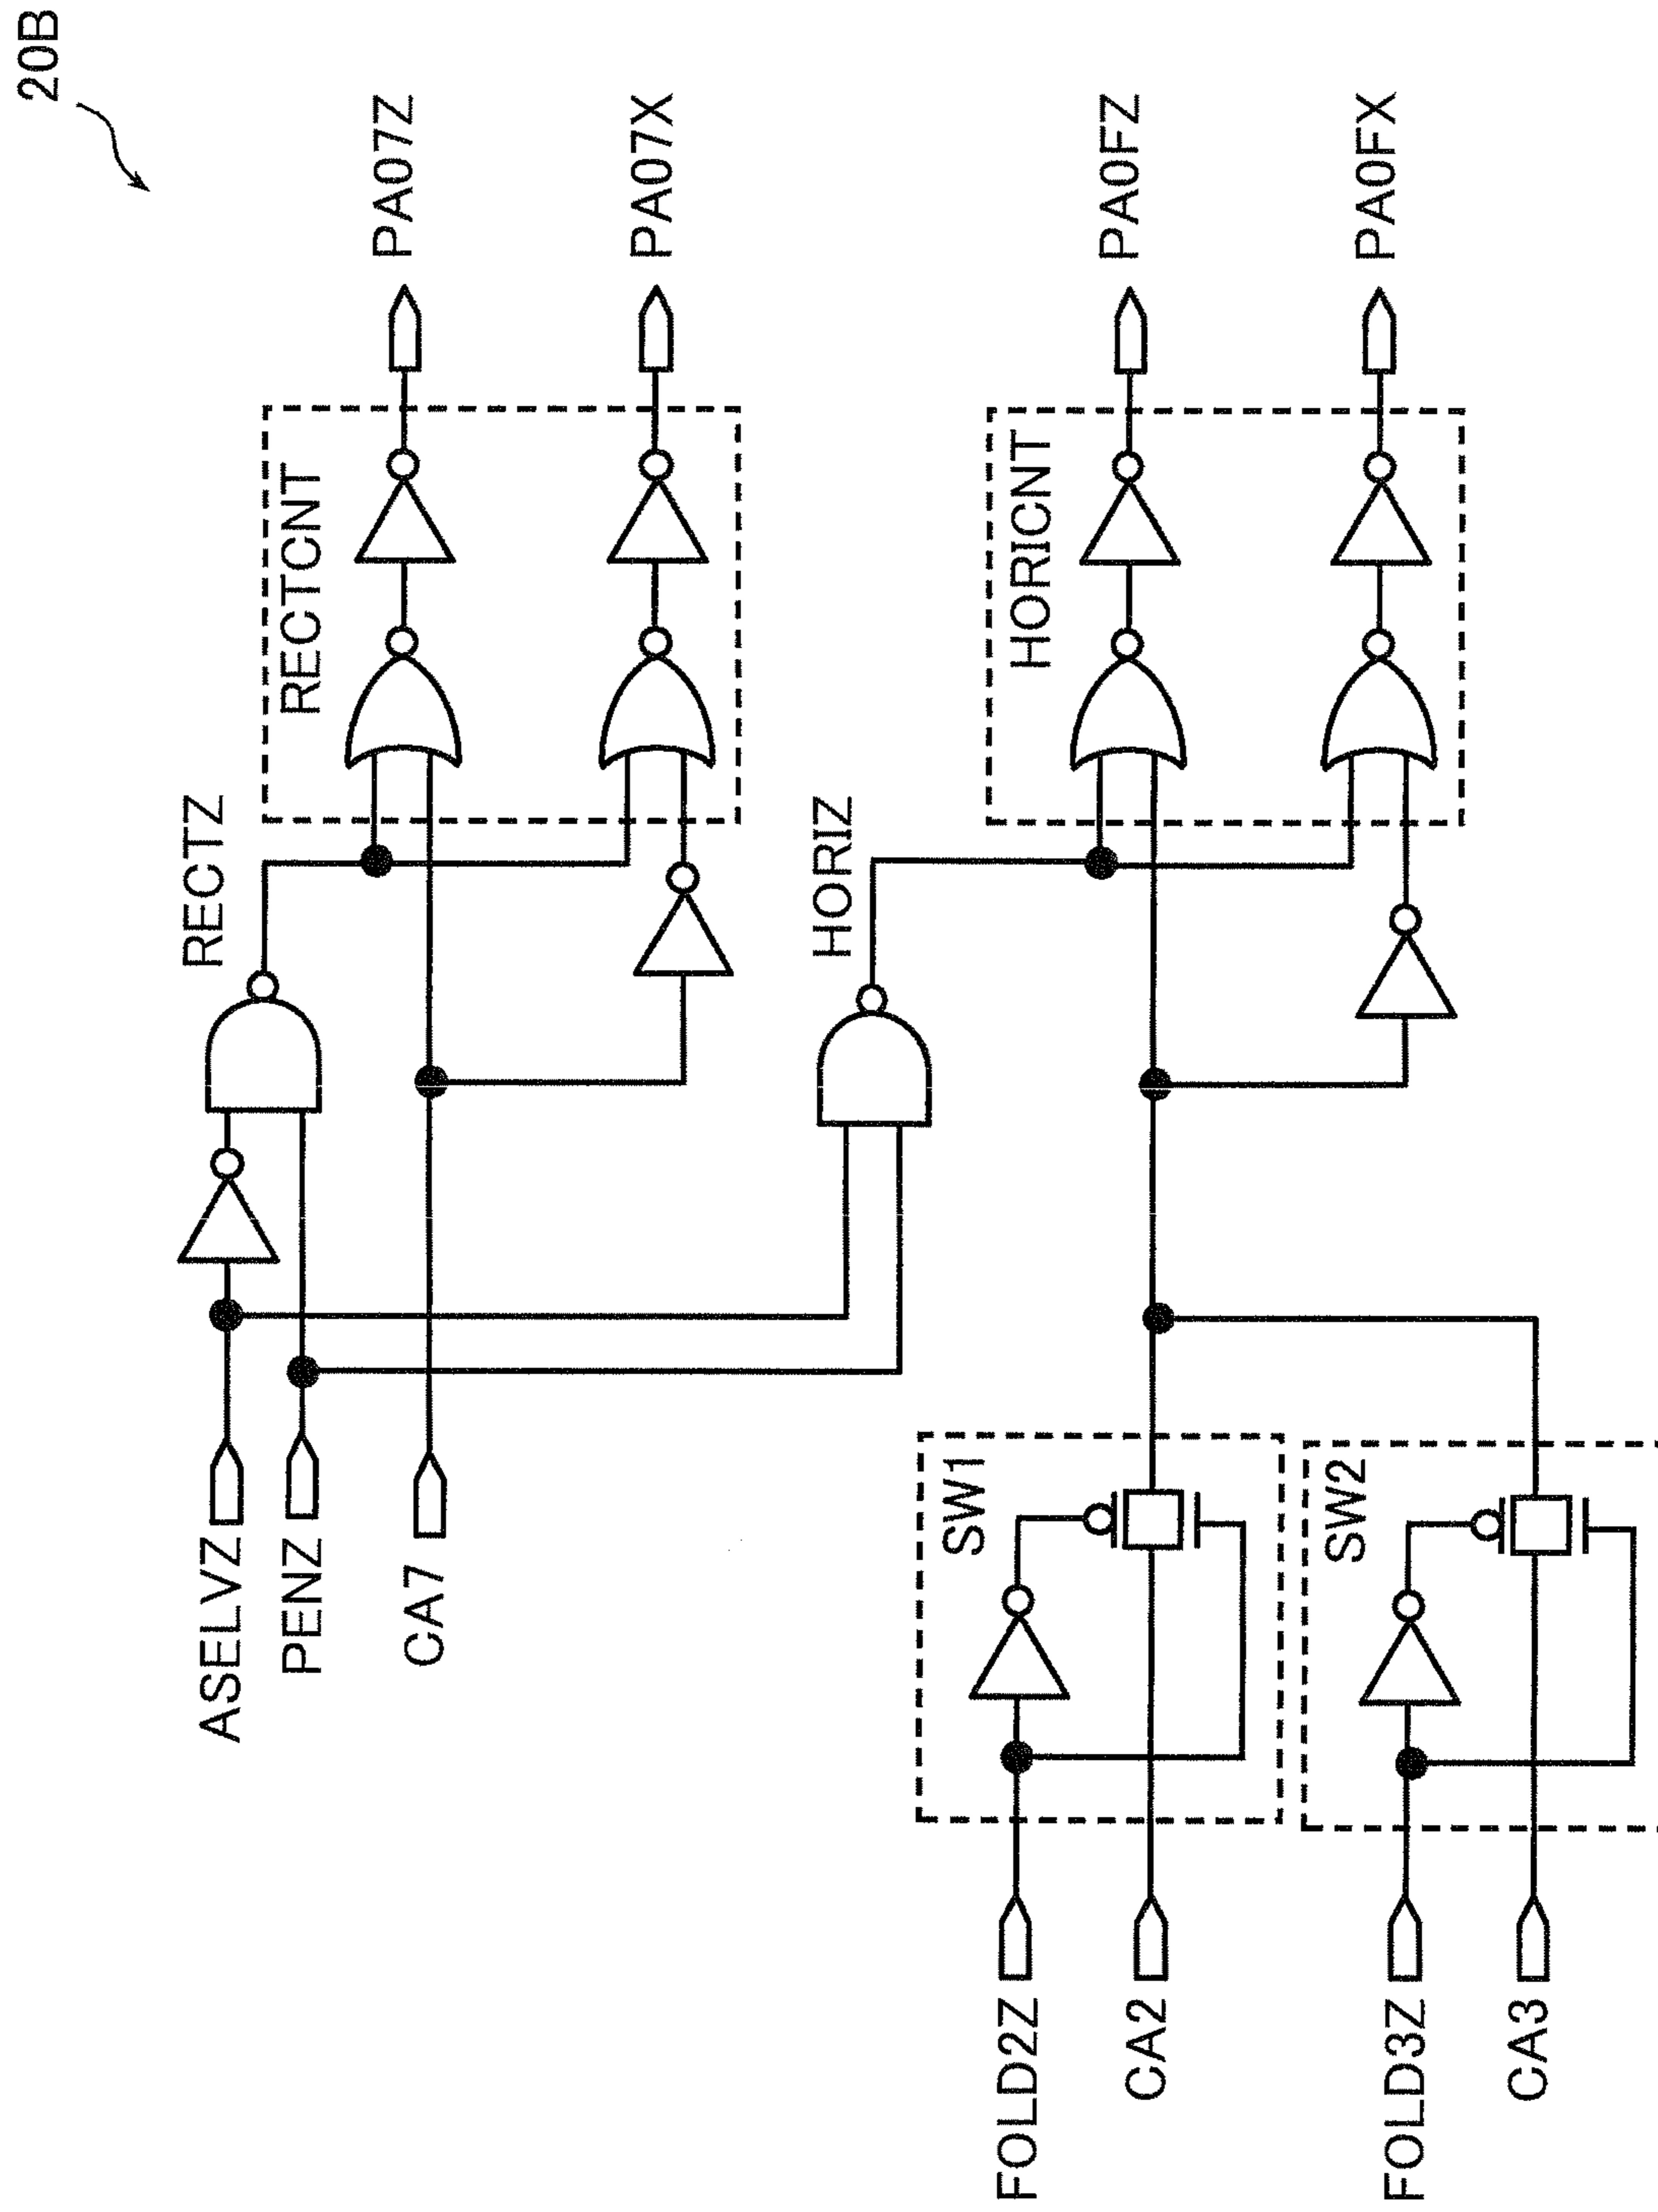 20B
ASELVZ
PENZ
CA7
RECTZ
RECTCNT
PA07Z
PA07X
HORIZ
HORICNT
PA0FZ
PA0FX
SW1
FOLD2Z
CA2
SW2
FOLD3Z
CA3